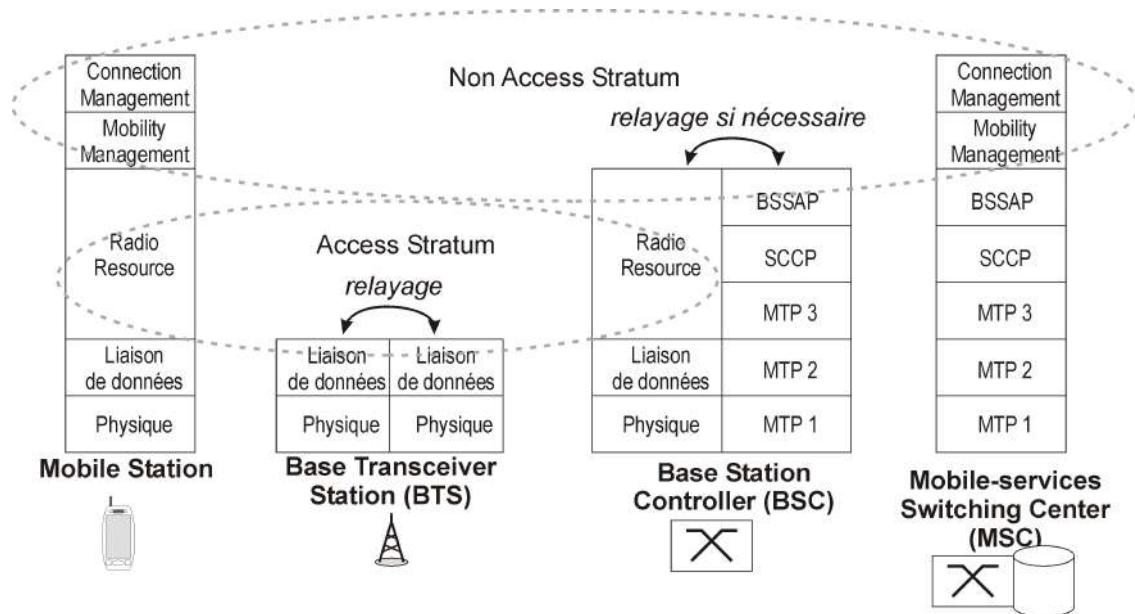 Non Access Stratum
relayage si nécessaire
Access Stratum
relayage
Connection
Management
Mobility
Management
Radio
Resource
Liaison
de données
Physique
Mobile Station
Liaison
de données
Physique
Liaison
de données
Physique
Base Transceiver
Station (BTS)
Radio
Resource
Liaison
de données
Physique
BSSAP
SCCP
MTP 3
MTP 2
MTP 1
Base Station
Controller (BSC)
Connection
Management
Mobility
Management
BSSAP
SCCP
MTP 3
MTP 2
MTP 1
Mobile-services
Switching Center
(MSC)